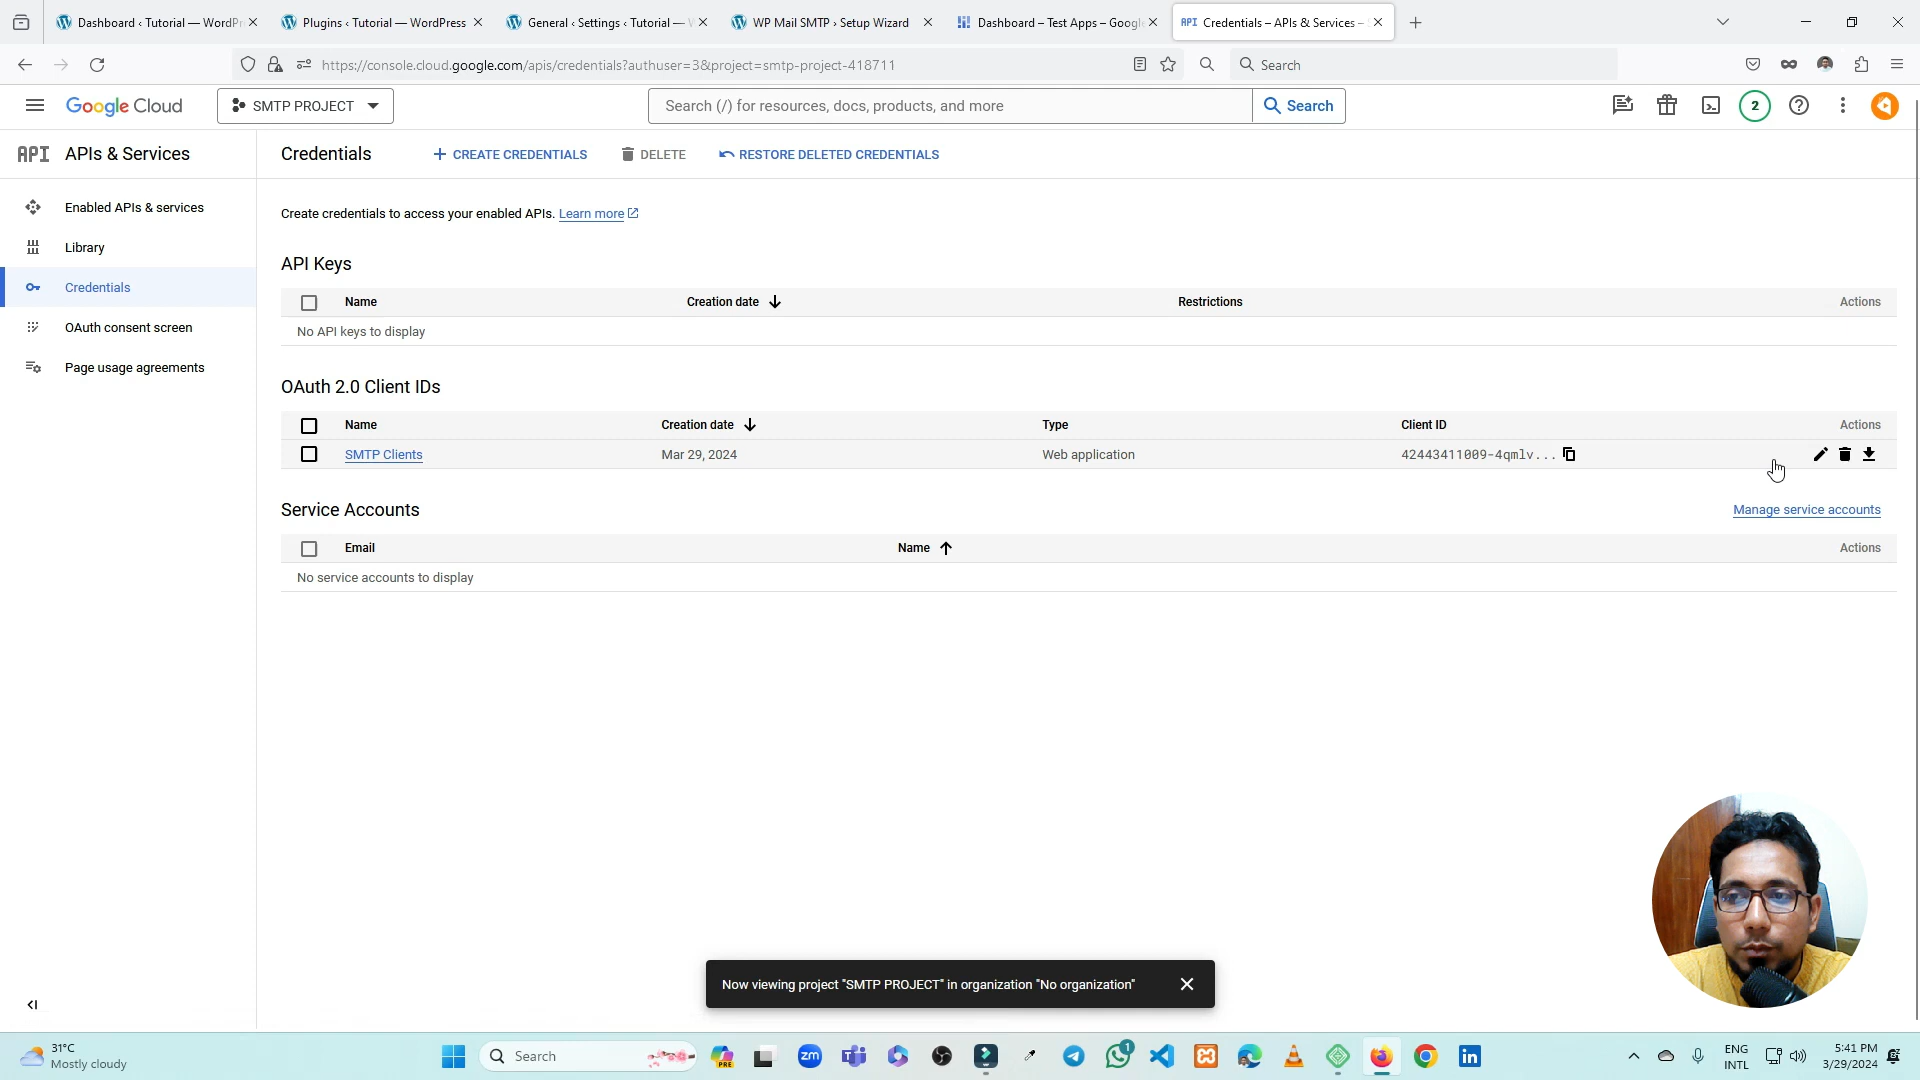 Dashboard ‹ Tutorial — WordPr
Plugins ‹ Tutorial — WordPress
General ‹ Settings ‹ Tutorial —
WP Mail SMTP › Setup Wizard
Dashboard – Test Apps – Google
API Credentials – APIs & Services –
https://console.cloud.google.com/apis/credentials?authuser=3&project=smtp-project-418711
Search
Google Cloud
SMTP PROJECT
Search (/) for resources, docs, products, and more
Search
2
API APIs & Services
Credentials
CREATE CREDENTIALS
DELETE
RESTORE DELETED CREDENTIALS
Enabled APIs & services
Library
Credentials
OAuth consent screen
Page usage agreements
Create credentials to access your enabled APIs. Learn more
API Keys
Name Creation date Restrictions Actions
No API keys to display
OAuth 2.0 Client IDs
Name Creation date Type Client ID Actions
SMTP Clients Mar 29, 2024 Web application 42443411009-4qmlv...
Service Accounts
Manage service accounts
Email Name Actions
No service accounts to display
Now viewing project "SMTP PROJECT" in organization "No organization"
31°C
Mostly cloudy
Search
PRE
zm
1
ENG
INTL
5:41 PM
3/29/2024